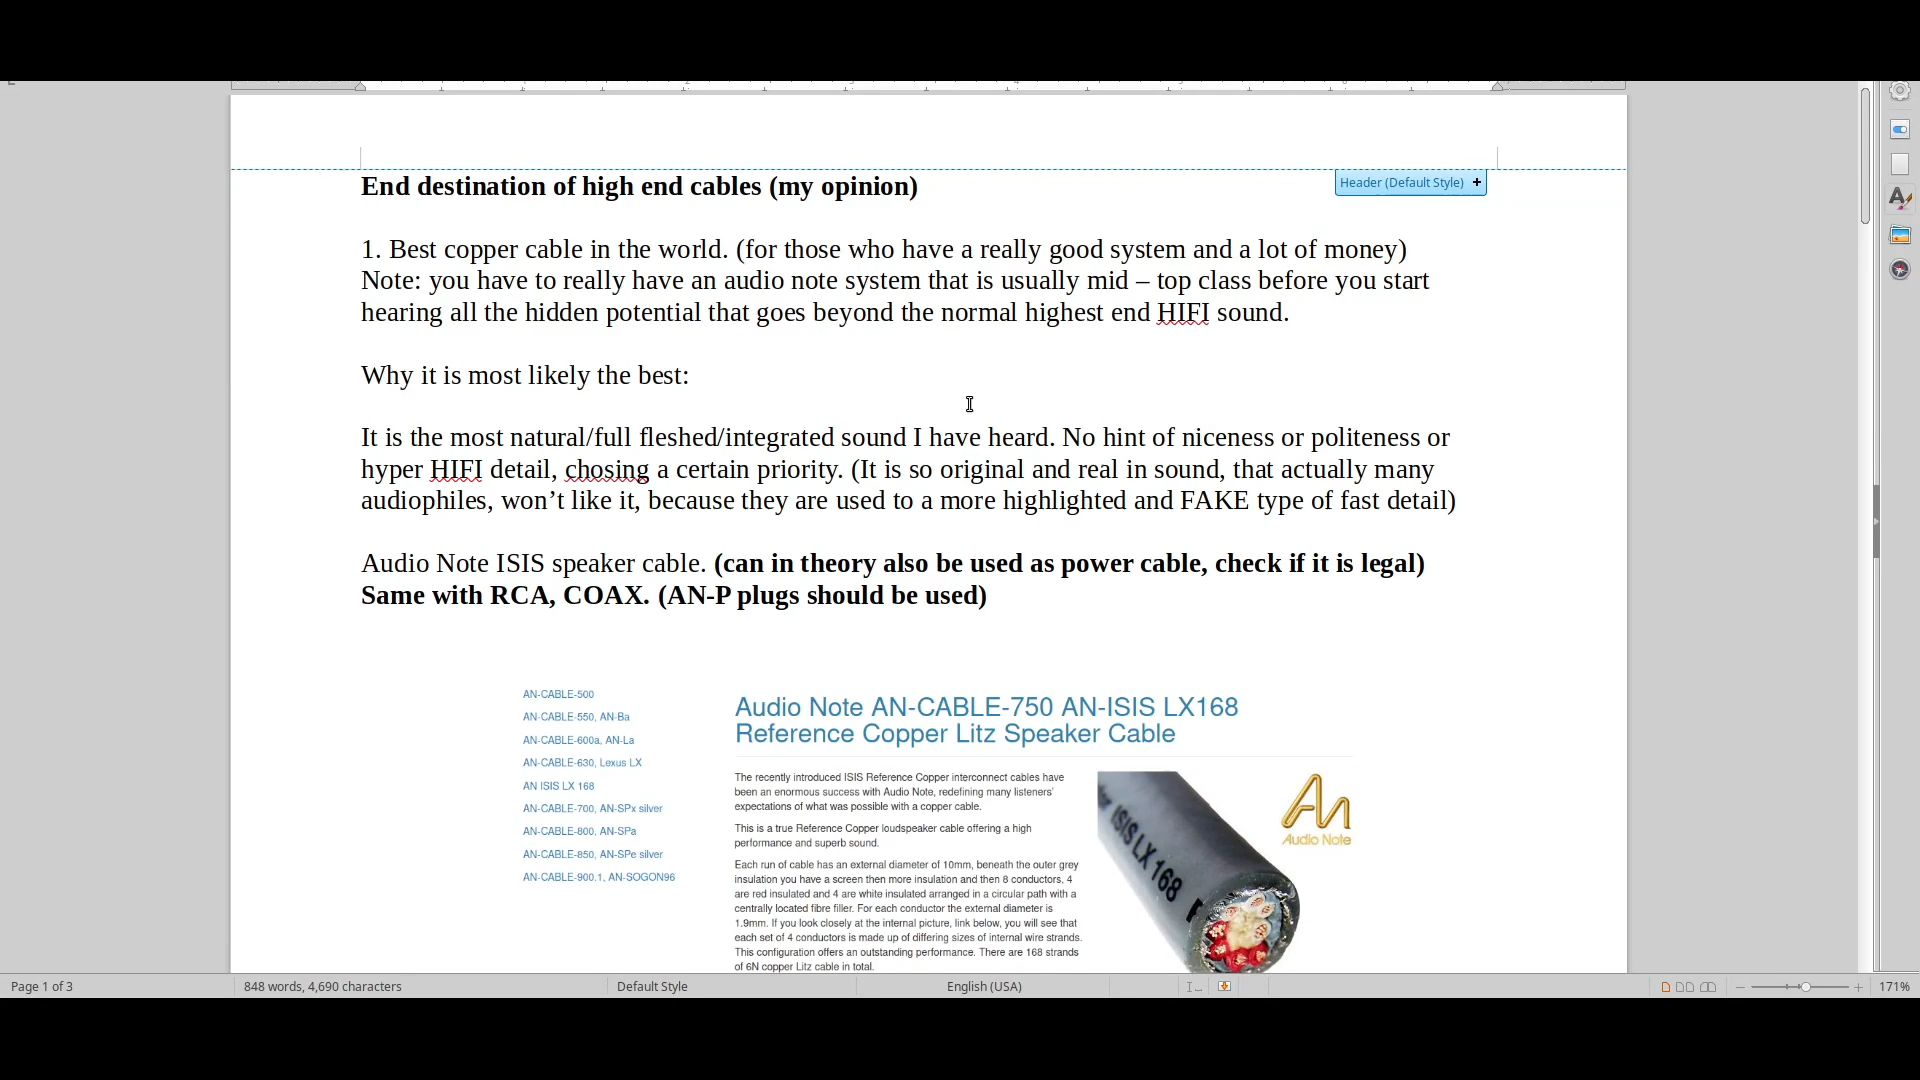 End destination of high end cables (my opinion)
Header (Default Style) +
1. Best copper cable in the world. (for those who have a really good system and a lot of money)
Note: you have to really have an audio note system that is usually mid – top class before you start
hearing all the hidden potential that goes beyond the normal highest end HIFI sound.
Why it is most likely the best:
It is the most natural/full fleshed/integrated sound I have heard. No hint of niceness or politeness or
hyper HIFI detail, chosing a certain priority. (It is so original and real in sound, that actually many
audiophiles, won’t like it, because they are used to a more highlighted and FAKE type of fast detail)
Audio Note ISIS speaker cable. (can in theory also be used as power cable, check if it is legal)
Same with RCA, COAX. (AN-P plugs should be used)
AN-CABLE-500
AN-CABLE-550, AN-Ba
AN-CABLE-600a, AN-La
AN-CABLE-630, Lexus LX
AN ISIS LX 168
AN-CABLE-700, AN-SPx silver
AN-CABLE-800, AN-SPa
AN-CABLE-850, AN-SPe silver
AN-CABLE-900.1, AN-SOGON96
Audio Note AN-CABLE-750 AN-ISIS LX168
Reference Copper Litz Speaker Cable
The recently introduced ISIS Reference Copper interconnect cables have
been an enormous success with Audio Note, redefining many listeners'
expectations of what was possible with a copper cable.
This is a true Reference Copper loudspeaker cable offering a high
performance and superb sound.
Each run of cable has an external diameter of 10mm, beneath the outer grey
insulation you have a screen then more insulation and then 8 conductors, 4
are red insulated and 4 are white insulated arranged in a circular path with a
centrally located fibre filler. For each conductor the external diameter is
1.9mm. If you look closely at the internal picture, link below, you will see that
each set of 4 conductors is made up of differing sizes of internal wire strands.
This configuration offers an outstanding performance. There are 168 strands
of 6N copper Litz cable in total.
ISIS LX 168
Audio Note
Page 1 of 3
848 words, 4,690 characters
Default Style
English (USA)
171%